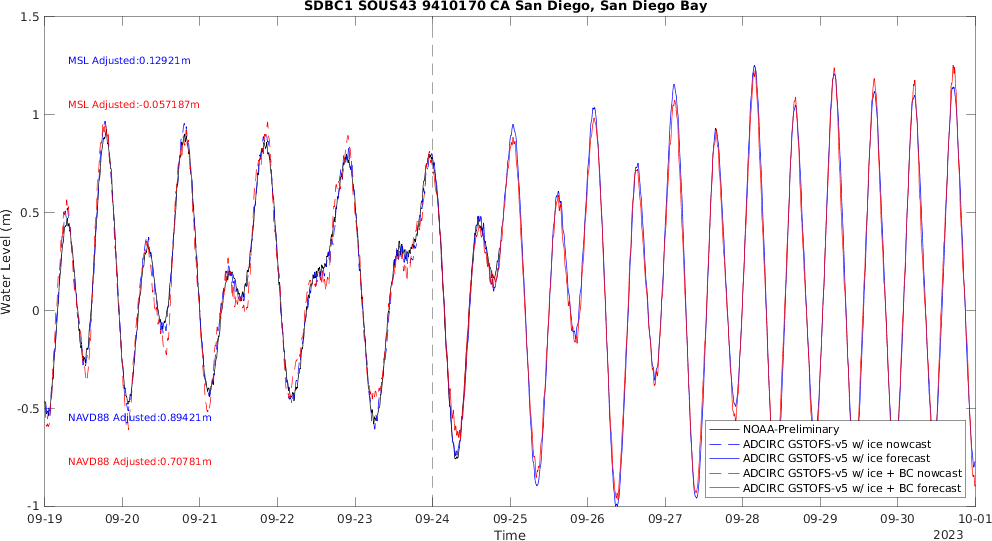 SDBC1 SOUS43 9410170 CA San Diego, San Diego Bay
1.5
1
0.5
0
-0.5
-1
Water Level (m)
MSL Adjusted:0.12921m
MSL Adjusted:-0.057187m
NAVD88 Adjusted:0.89421m
NAVD88 Adjusted:0.70781m
NOAA-Preliminary
ADCIRC GSTOFS-v5 w/ ice nowcast
ADCIRC GSTOFS-v5 w/ ice forecast
ADCIRC GSTOFS-v5 w/ ice + BC nowcast
ADCIRC GSTOFS-v5 w/ ice + BC forecast
09-19 09-20 09-21 09-22 09-23 09-24 09-25 09-26 09-27 09-28 09-29 09-30 10-01
Time
2023